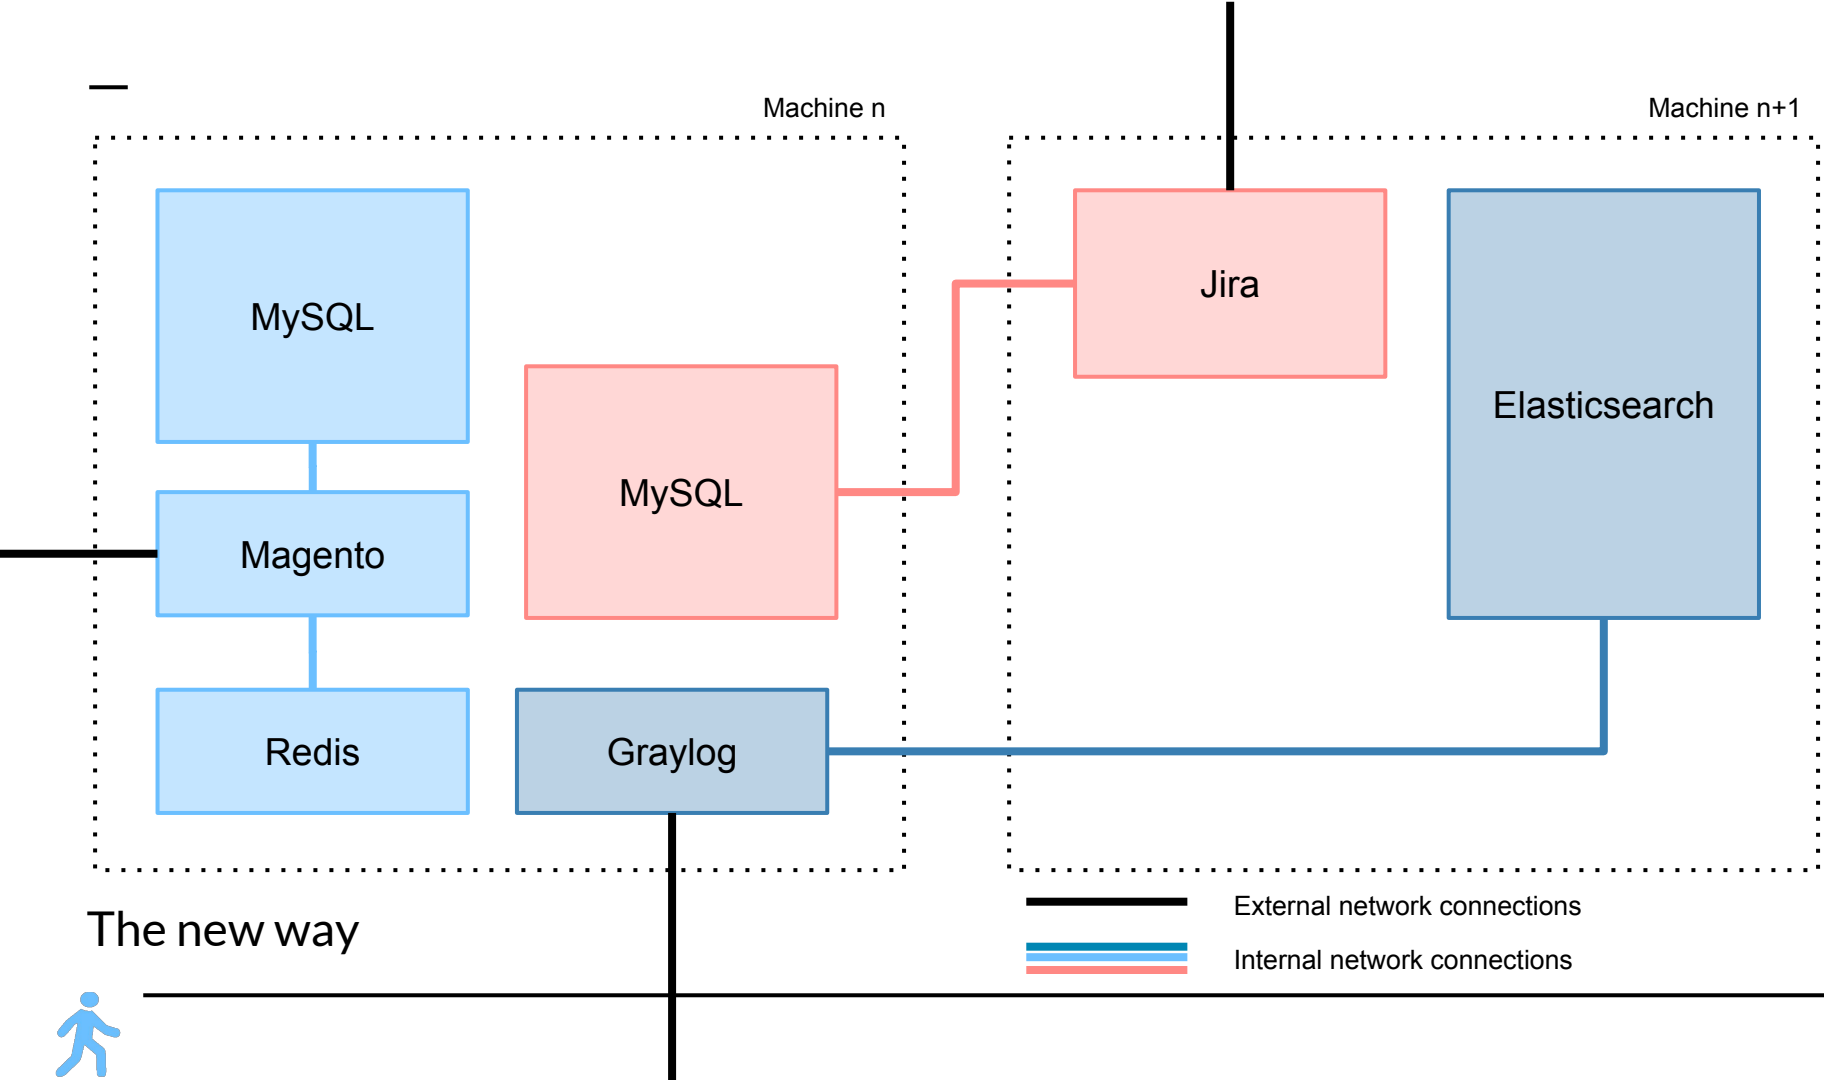 Machine n
Machine n+1
MySQL
Jira
Elasticsearch
MySQL
Magento
Redis
Graylog
The new way
External network connections
Internal network connections